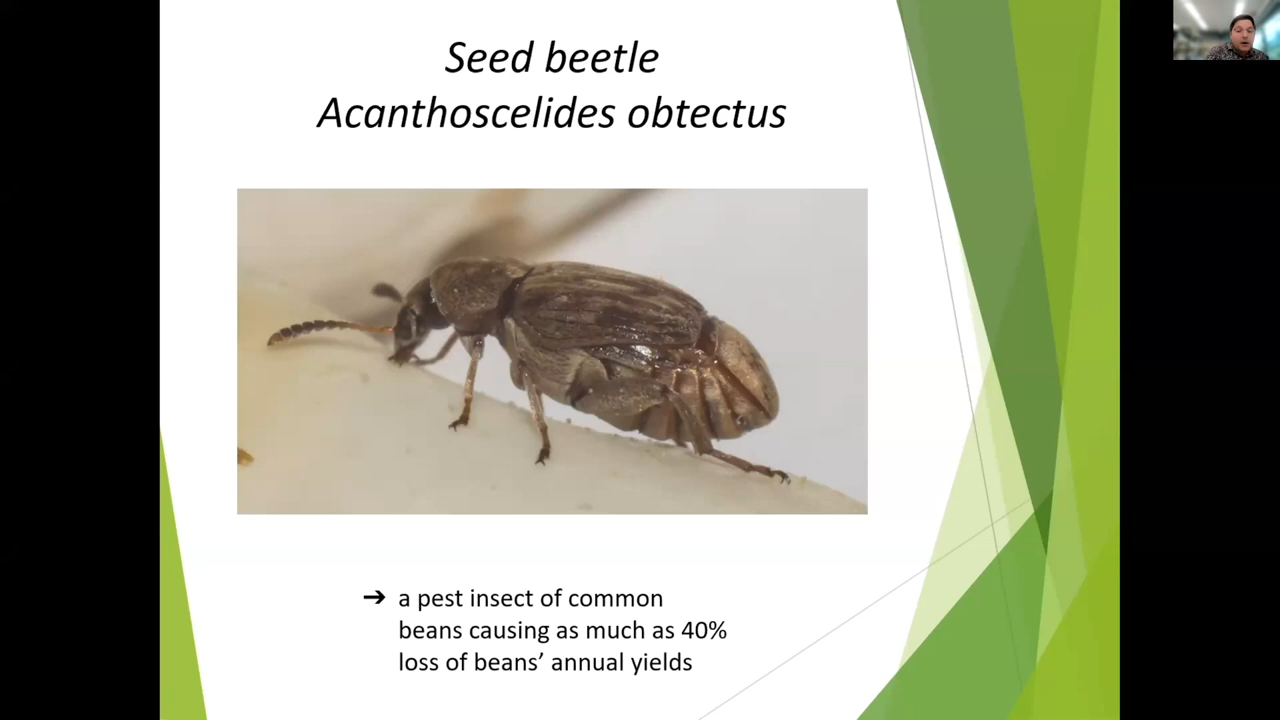 Seed beetle
Acanthoscelides obtectus
➔ a pest insect of common
beans causing as much as 40%
loss of beans’ annual yields